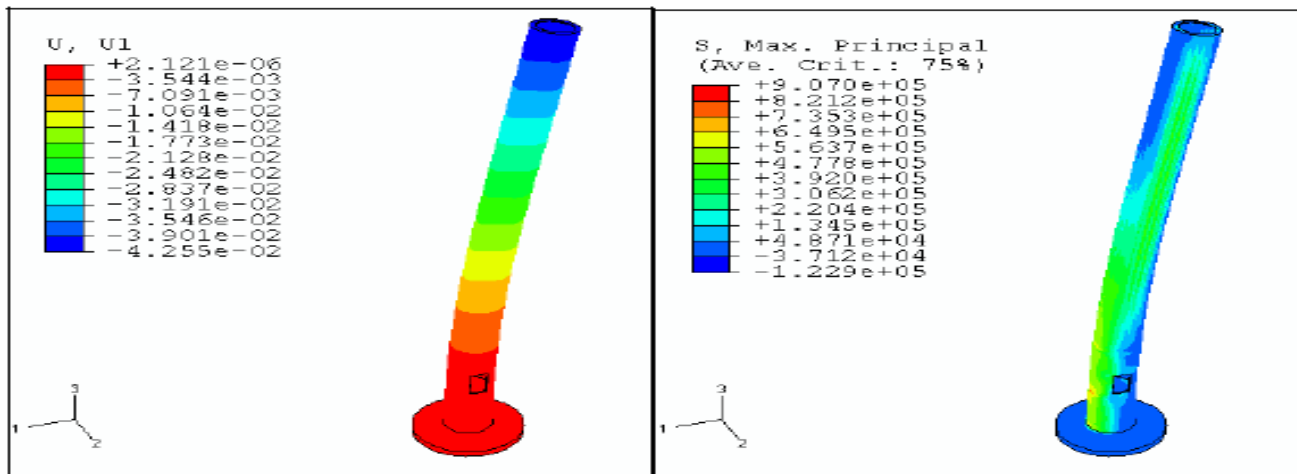 U, U1
+2.121e-06
-3.544e-03
-7.091e-03
-1.064e-02
-1.418e-02
-1.773e-02
-2.128e-02
-2.482e-02
-2.837e-02
-3.191e-02
-3.546e-02
-3.901e-02
-4.255e-02
3
1
2
S, Max. Principal
(Ave. Crit.: 75%)
+9.070e+05
+8.212e+05
+7.353e+05
+6.495e+05
+5.637e+05
+4.778e+05
+3.920e+05
+3.062e+05
+2.204e+05
+1.345e+05
+4.871e+04
-3.712e+04
-1.229e+05
3
1
2